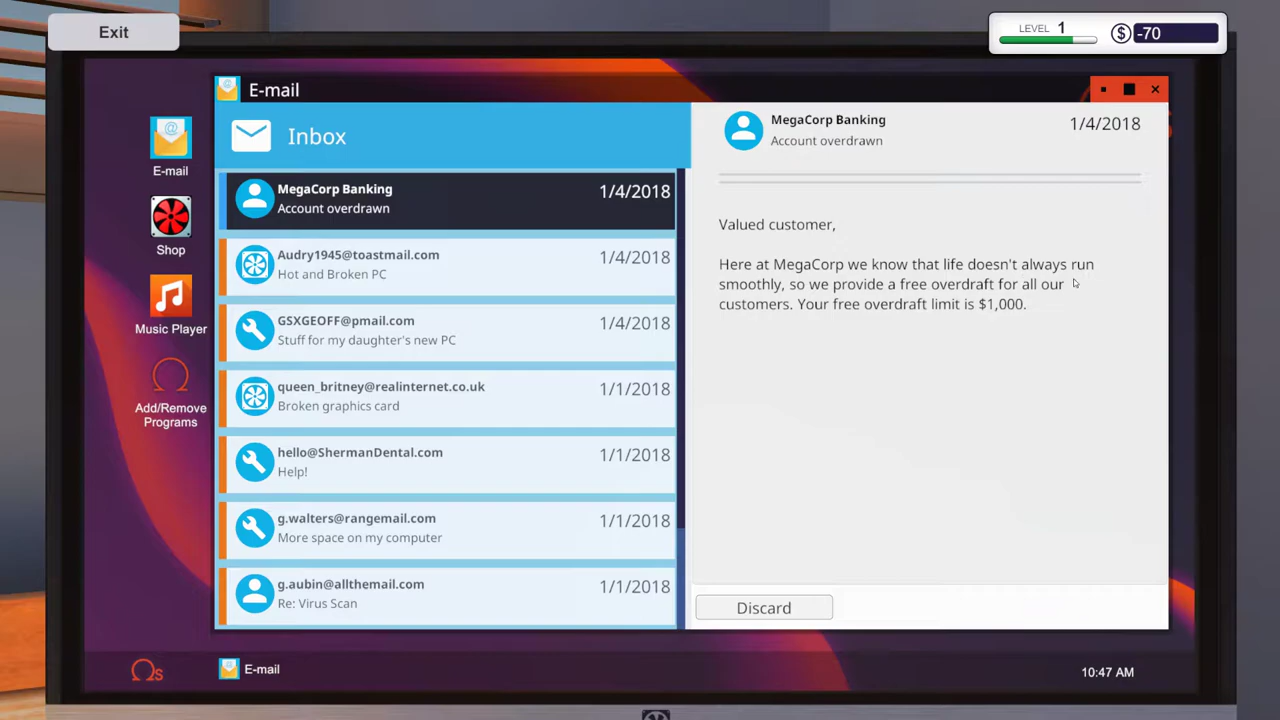 Exit
LEVEL 1
$ -70
E-mail
Inbox
MegaCorp Banking
1/4/2018
Account overdrawn
Audry1945@toastmail.com
1/4/2018
Hot and Broken PC
GSXGEOFF@pmail.com
1/4/2018
Stuff for my daughter's new PC
queen_britney@realinternet.co.uk
1/1/2018
Broken graphics card
hello@ShermanDental.com
1/1/2018
Help!
g.walters@rangemail.com
1/1/2018
More space on my computer
g.aubin@allthemail.com
1/1/2018
Re: Virus Scan
MegaCorp Banking
1/4/2018
Account overdrawn
Valued customer,
Here at MegaCorp we know that life doesn't always run
smoothly, so we provide a free overdraft for all our
customers. Your free overdraft limit is $1,000.
Discard
E-mail
Shop
Music Player
Add/Remove
Programs
Ωs
E-mail
10:47 AM